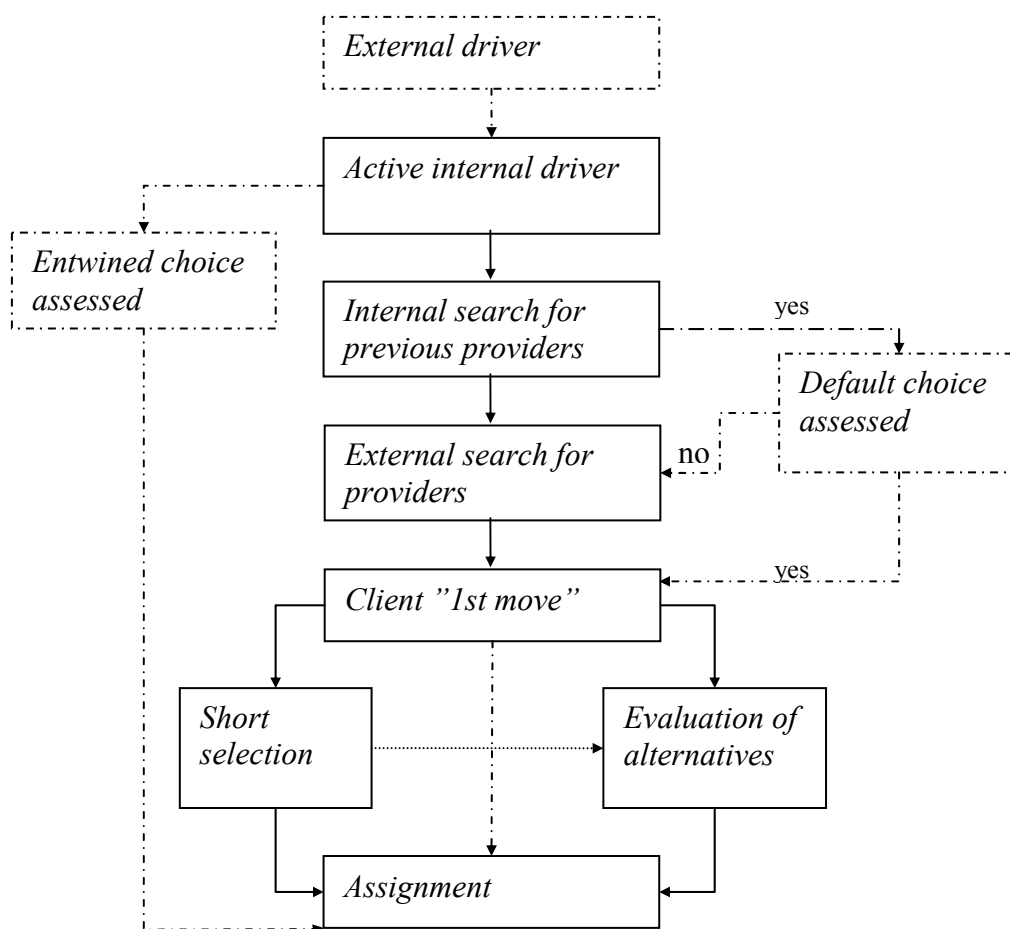 External driver
Active internal driver
Entwined choice
assessed
Internal search for
previous providers
yes
Default choice
assessed
External search for
providers
no
yes
Client ”1st move”
Short
selection
Evaluation of
alternatives
Assignment